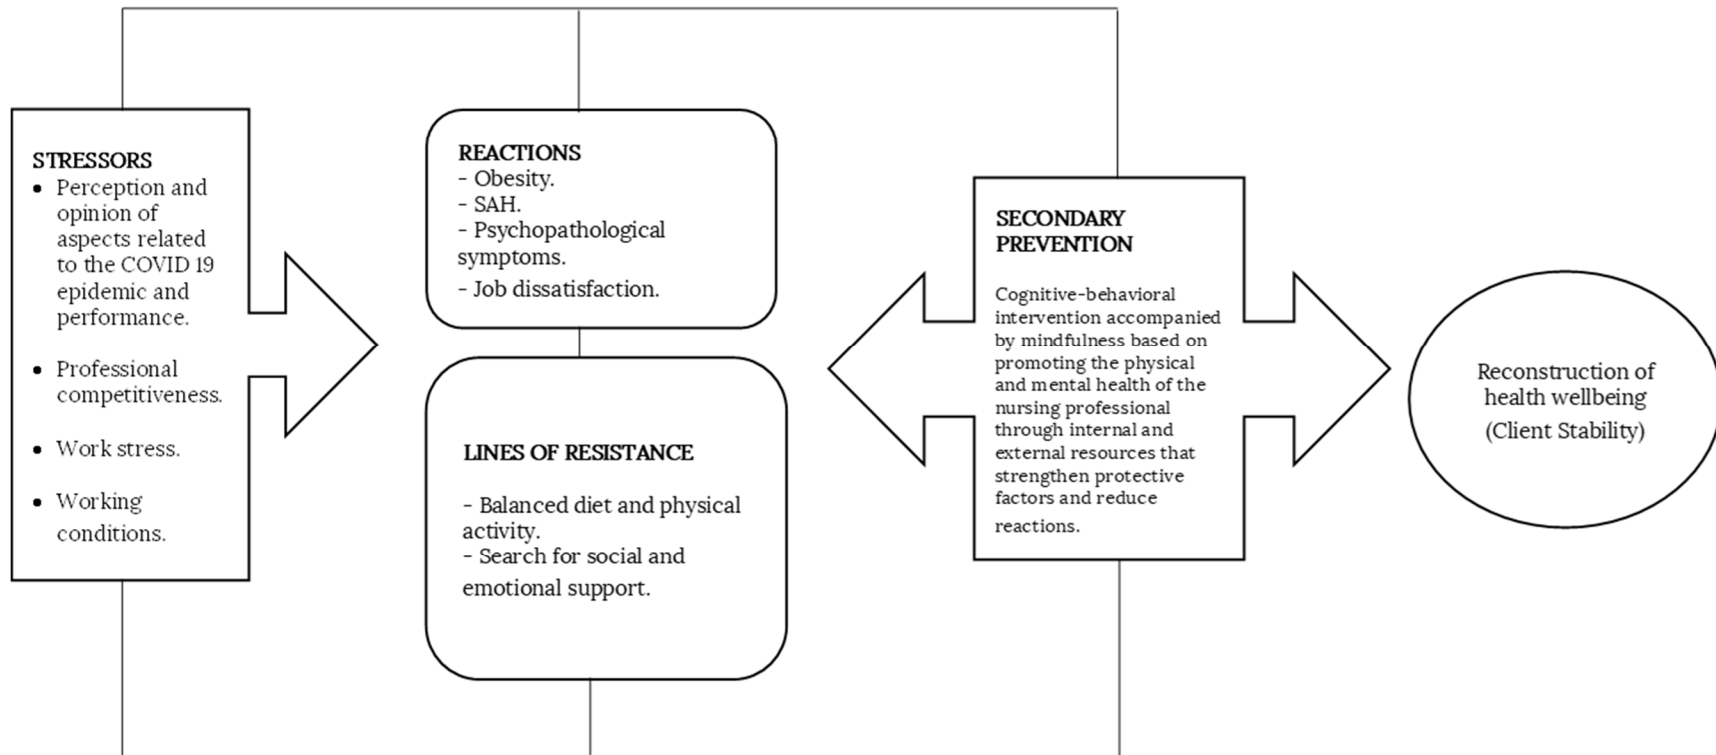 STRESSORS
• Perception and
opinion of
aspects related
to the COVID 19
epidemic and
performance.
• Professional
competitiveness.
• Work stress.
• Working
conditions.
REACTIONS
- Obesity.
- SAH.
- Psychopathological
symptoms.
- Job dissatisfaction.
LINES OF RESISTANCE
- Balanced diet and physical
activity.
- Search for social and
emotional support.
SECONDARY
PREVENTION
Cognitive-behavioral
intervention accompanied
by mindfulness based on
promoting the physical
and mental health of the
nursing professional
through internal and
external resources that
strengthen protective
factors and reduce
reactions.
Reconstruction of
health wellbeing
(Client Stability)